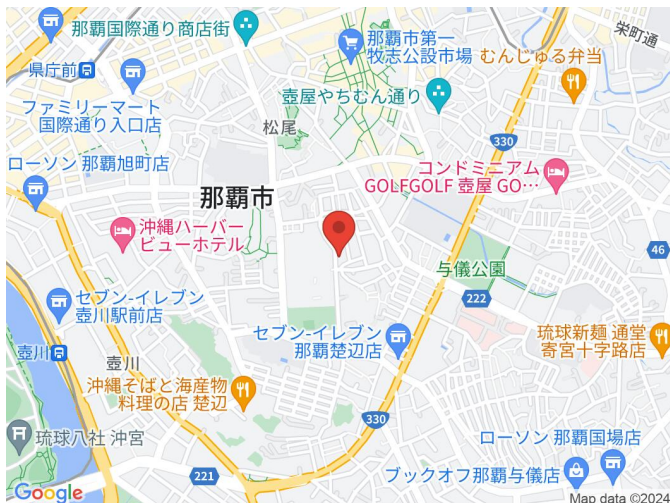 那覇国際通り商店街
県庁前
ファミリーマート
国際通り入口店
那覇市第一
牧志公設市場
栄町通
むんじゅる弁当
壺屋やちむん通り
松尾
330
ローソン 那覇旭町店
コンドミニアム
GOLFGOLF 壺屋 GO…
那覇市
沖縄ハーバー
ビューホテル
46
与儀公園
222
セブン-イレブン
壺川駅前店
セブン-イレブン
那覇楚辺店
琉球新麺 通堂
寄宮十字路店
壺川
壺川
沖縄そばと海産物
料理の店 楚辺
330
琉球八社 沖宮
ローソン 那覇国場店
221
ブックオフ那覇与儀店
Google
Map data ©2024